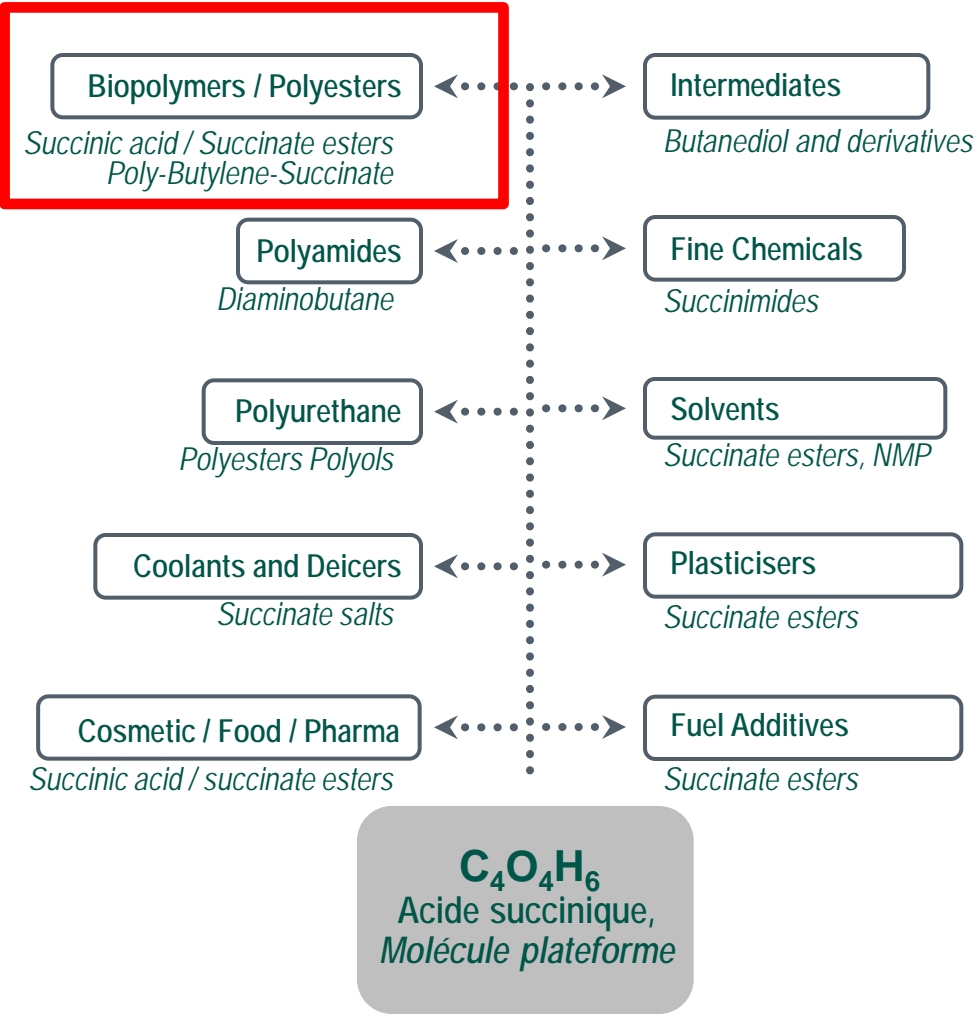 Biopolymers / Polyesters
Succinic acid / Succinate esters
Poly-Butylene-Succinate
Intermediates
Butanediol and derivatives
Polyamides
Diaminobutane
Fine Chemicals
Succinimides
Polyurethane
Polyesters Polyols
Solvents
Succinate esters, NMP
Coolants and Deicers
Succinate salts
Plasticisers
Succinate esters
Cosmetic / Food / Pharma
Succinic acid / succinate esters
Fuel Additives
Succinate esters
C₄O₄H₆
Acide succinique,
Molécule plateforme